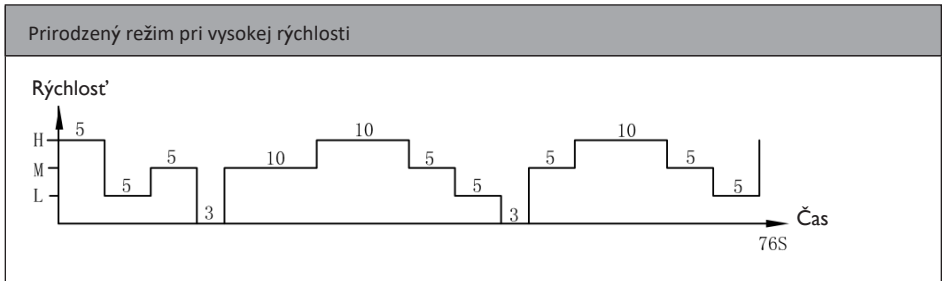 Prirodzený režim pri vysokej rýchlosti
Rýchlosť
H 5 10 10
M 5 10 5 5 5
L 5 5 5
3 3
Čas
76S